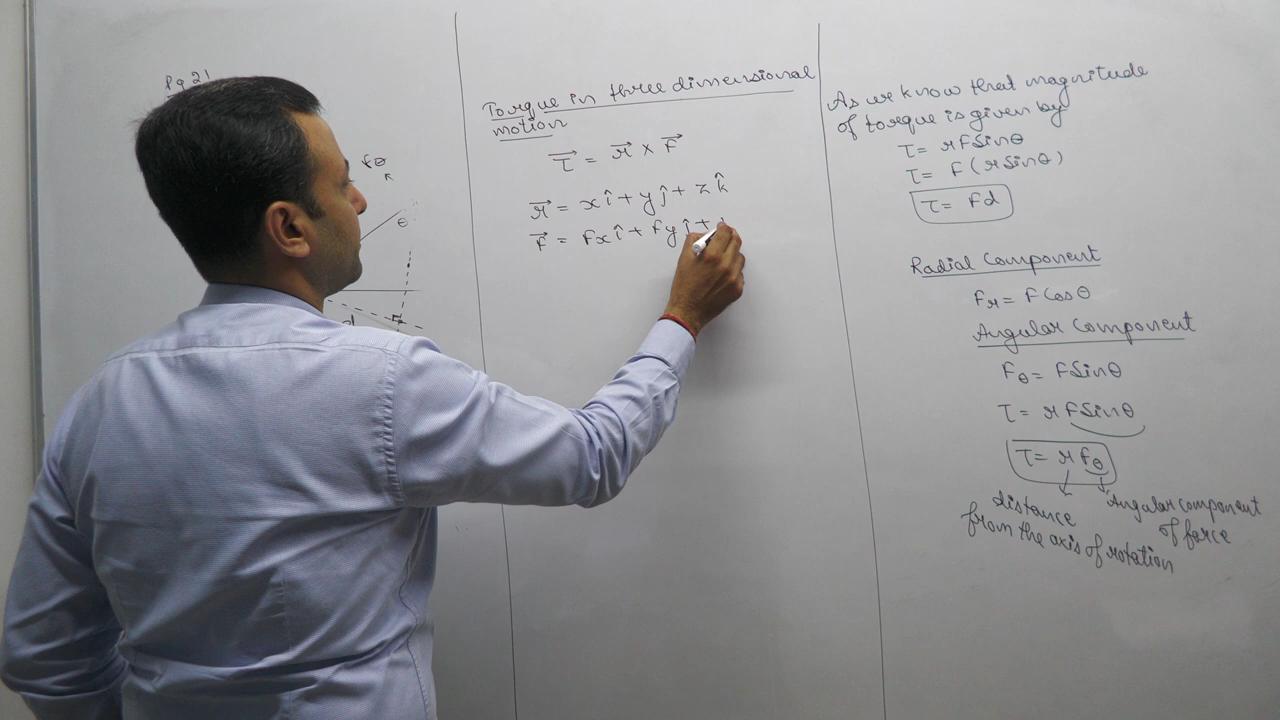 Pg 21
fθ
θ
d
Torque in three dimensional
motion
τ⃗ = r⃗ × F⃗
r⃗ = xî + yĵ + zk̂
F⃗ = Fxî + Fyĵ +
As we know that magnitude
of torque is given by
τ = rFSinθ
τ = F(rSinθ)
τ = Fd
Radial Component
Fr = FCosθ
Angular Component
Fθ = FSinθ
τ = rFSinθ
τ = rFθ
distance
from the axis of rotation
Angular component
of force